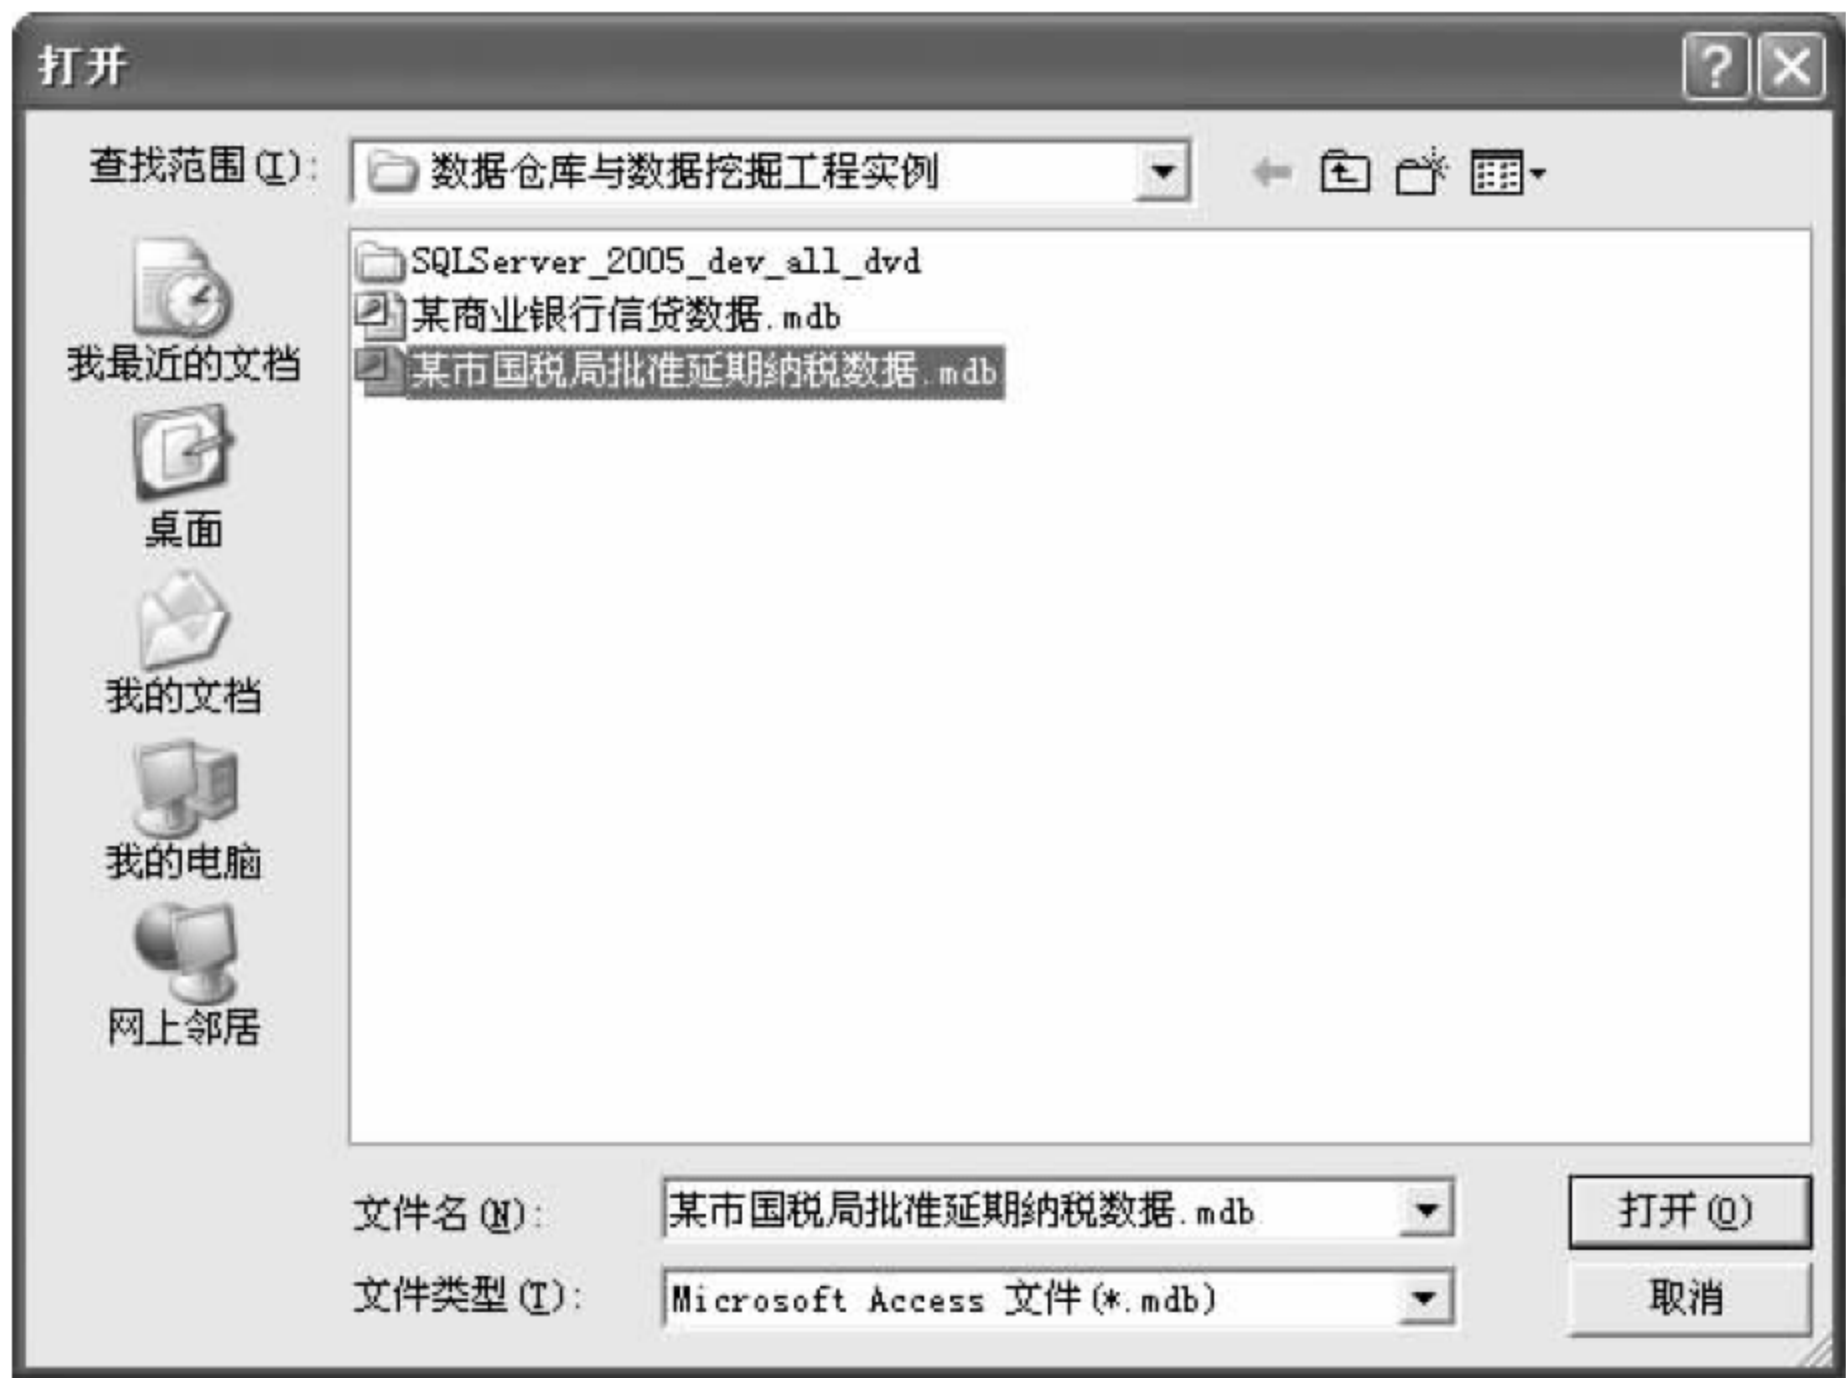 打开
查找范围(I):
数据仓库与数据挖掘工程实例
SQLServer_2005_dev_all_dvd
某商业银行信贷数据.mdb
某市国税局批准延期纳税数据.mdb
我最近的文档
桌面
我的文档
我的电脑
网上邻居
文件名(N):
某市国税局批准延期纳税数据.mdb
打开(O)
文件类型(T):
Microsoft Access 文件(*.mdb)
取消